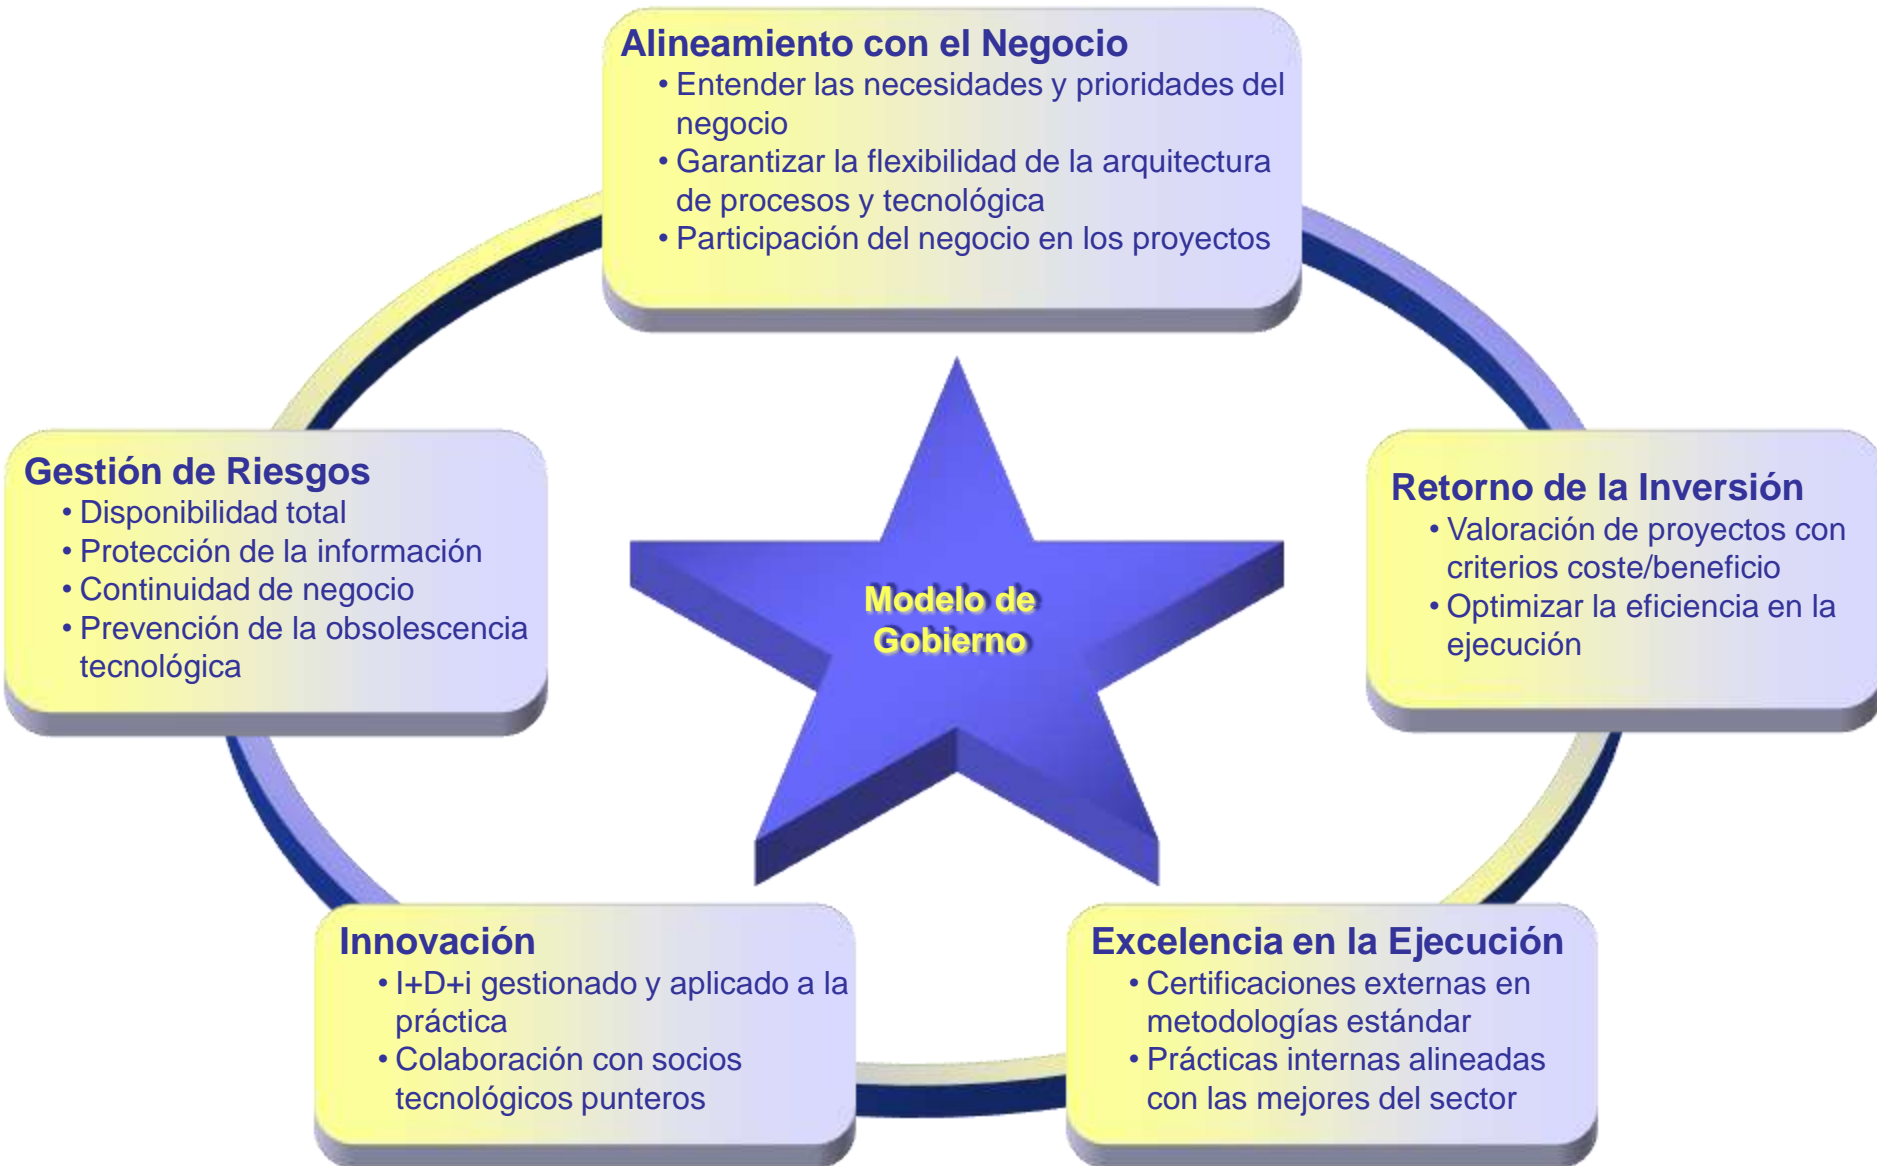 Alineamiento con el Negocio
• Entender las necesidades y prioridades del
negocio
• Garantizar la flexibilidad de la arquitectura
de procesos y tecnológica
• Participación del negocio en los proyectos
Gestión de Riesgos
• Disponibilidad total
• Protección de la información
• Continuidad de negocio
• Prevención de la obsolescencia
tecnológica
Modelo de
Gobierno
Retorno de la Inversión
• Valoración de proyectos con
criterios coste/beneficio
• Optimizar la eficiencia en la
ejecución
Innovación
• I+D+i gestionado y aplicado a la
práctica
• Colaboración con socios
tecnológicos punteros
Excelencia en la Ejecución
• Certificaciones externas en
metodologías estándar
• Prácticas internas alineadas
con las mejores del sector